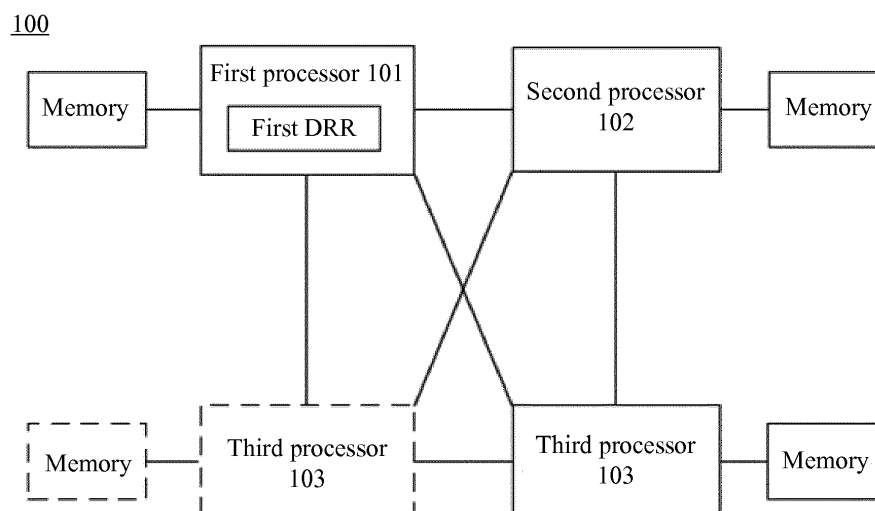 100
Memory
First processor 101
First DRR
Second processor
102
Memory
Memory
Third processor
103
Third processor
103
Memory